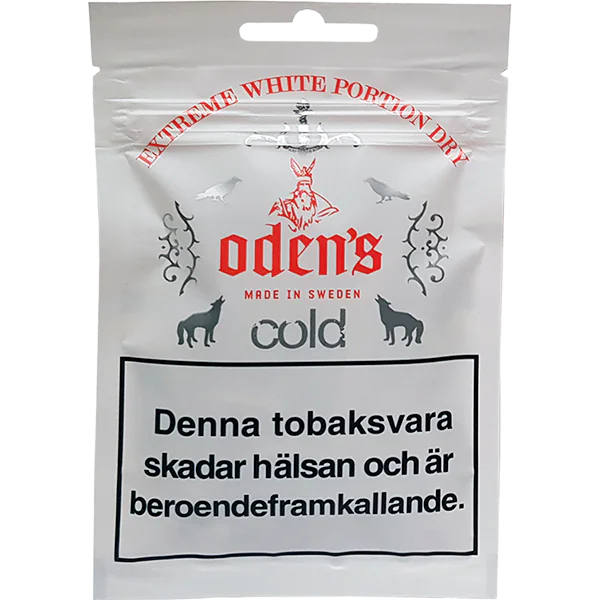 EXTREME WHITE PORTION DRY
oden's
MADE IN SWEDEN
cold
Denna tobaksvara
skadar hälsan och är
beroendeframkallande.